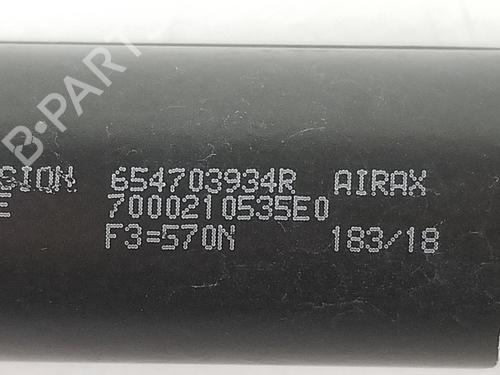 SION 654703934R AIRAX
E 7000210535E0
F3=570N 183/18
B-PARTS